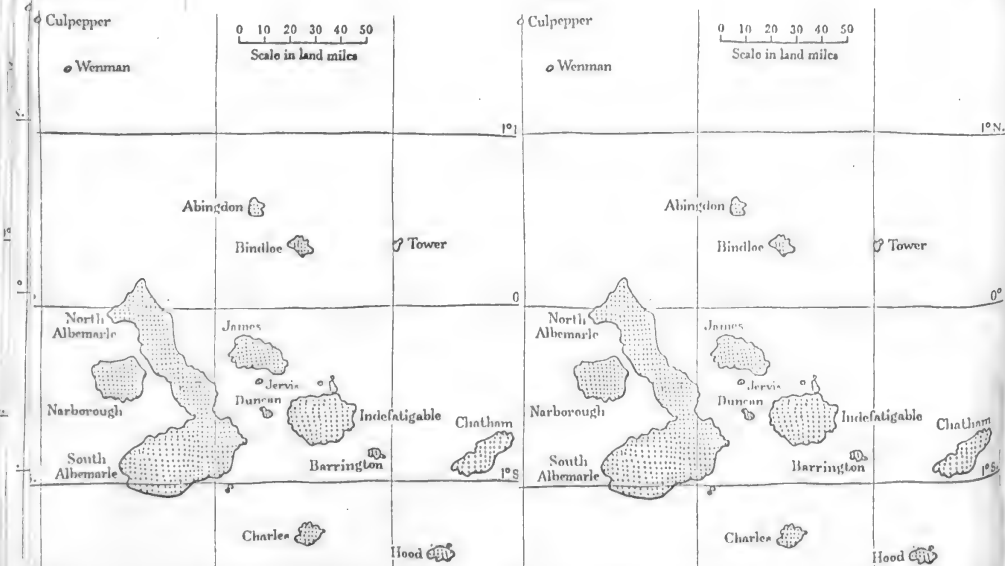 Culpepper
0 10 20 30 40 50
Scale in land miles
Wenman
1°
Abingdon
Bindloe
Tower
0
North
Albemarle
James
Jervis
Duncan
Narborough
Indefatigable
Chatham
South
Albemarle
Barrington
1°S
Charles
Hood
Culpepper
0 10 20 30 40 50
Scale in land miles
Wenman
1°N.
Abingdon
Bindloe
Tower
0°
North
Albemarle
James
Jervis
Duncan
Narborough
Indefatigable
Chatham
South
Albemarle
Barrington
1°S
Charles
Hood